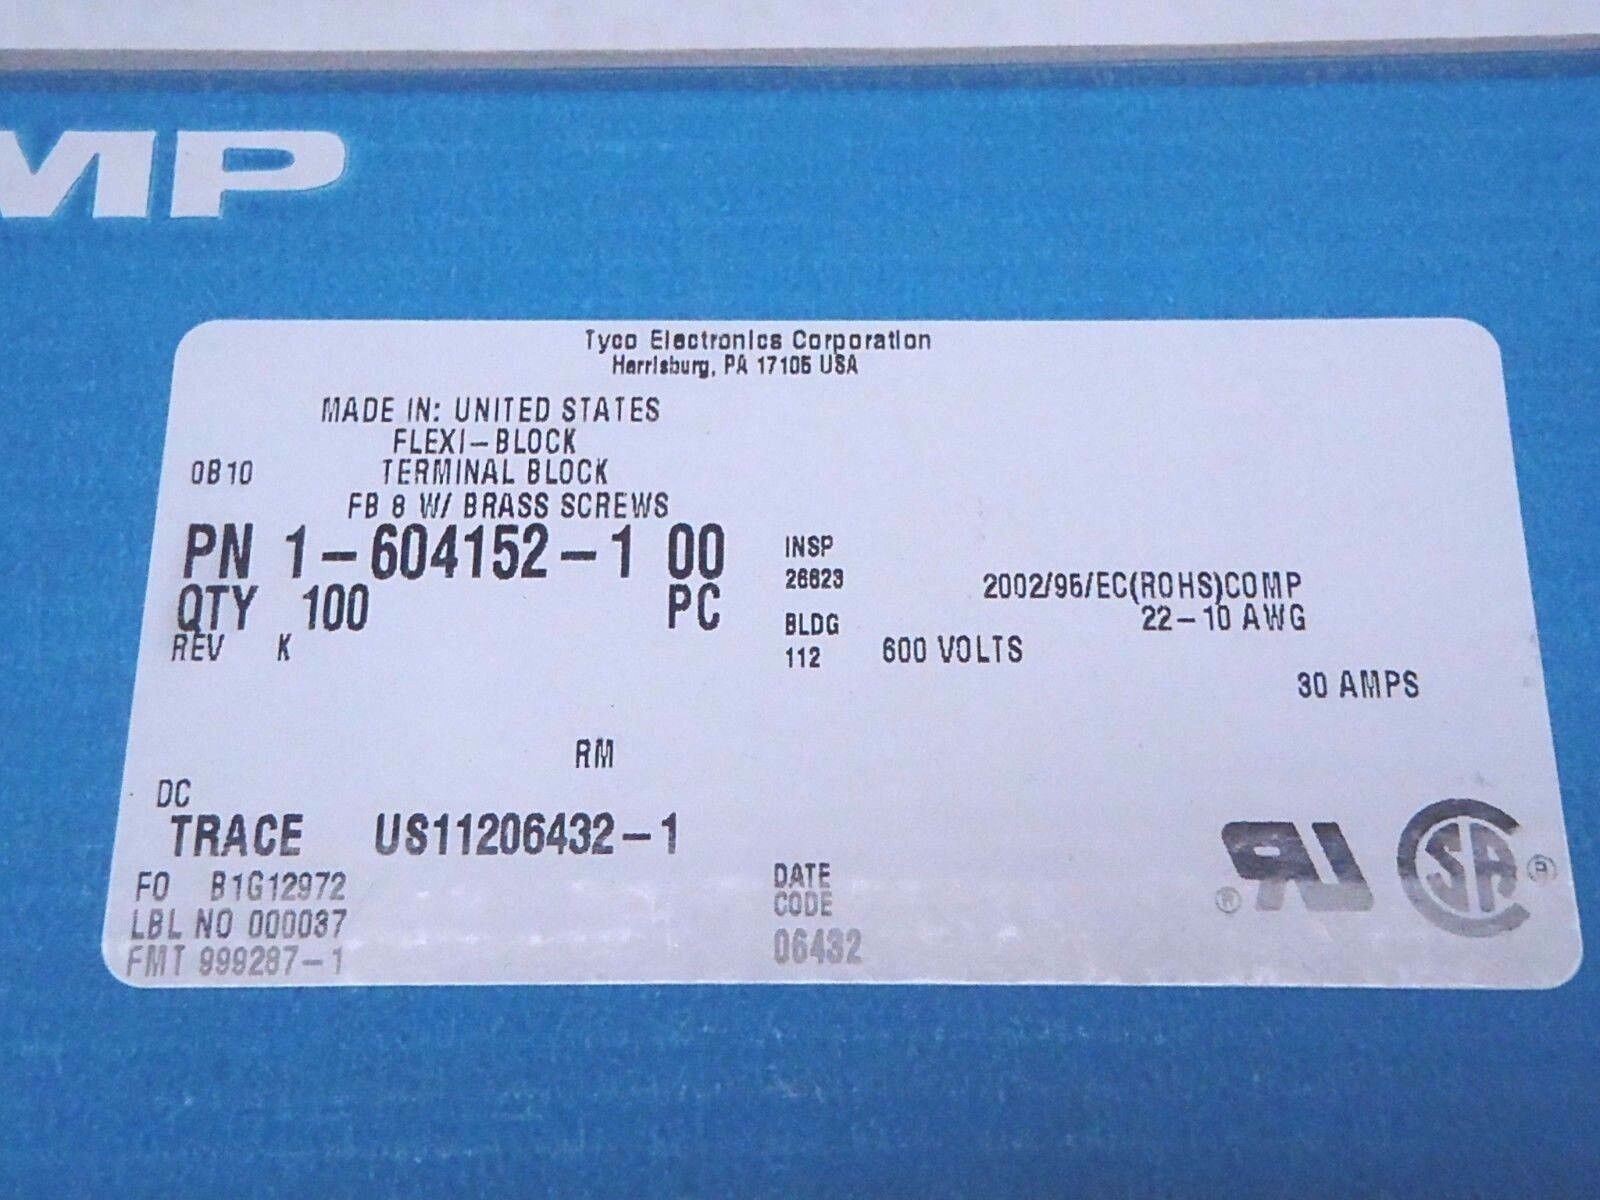 MP
Tyco Electronics Corporation
Harrisburg, PA 17105 USA
MADE IN: UNITED STATES
FLEXI-BLOCK
0B10 TERMINAL BLOCK
FB 8 W/ BRASS SCREWS
PN 1-604152-1 00
QTY 100 PC
REV K
INSP
26623
BLDG
112
2002/95/EC(ROHS)COMP
22-10 AWG
600 VOLTS
30 AMPS
RM
DC
TRACE US11206432-1
FO B1G12972
LBL NO 000037
FMT 999287-1
DATE
CODE
06432
® RU SA ®